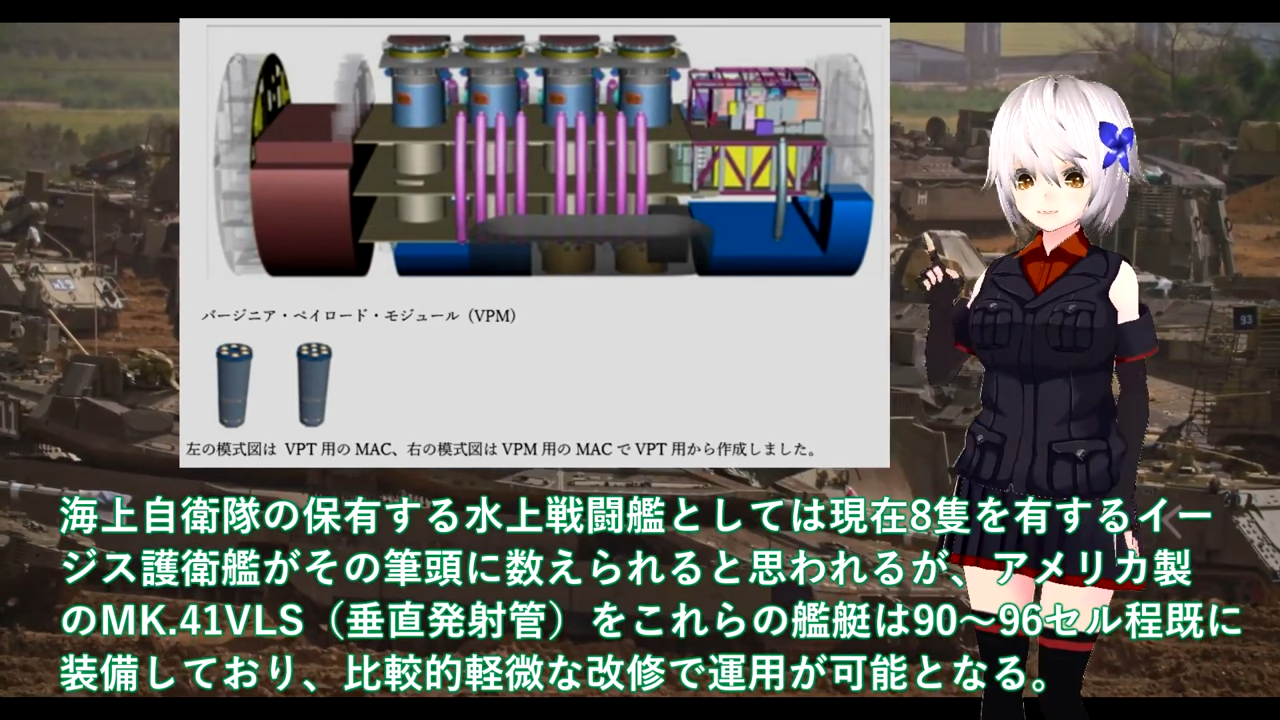 バージニア・ペイロード・モジュール（VPM）
左の模式図は VPT 用の MAC、右の模式図は VPM 用の MAC で VPT 用から作成しました。
93
海上自衛隊の保有する水上戦闘艦としては現在8隻を有するイー
ジス護衛艦がその筆頭に数えられると思われるが、アメリカ製
のMK.41VLS（垂直発射管）をこれらの艦艇は90～96セル程既に
装備しており、比較的軽微な改修で運用が可能となる。